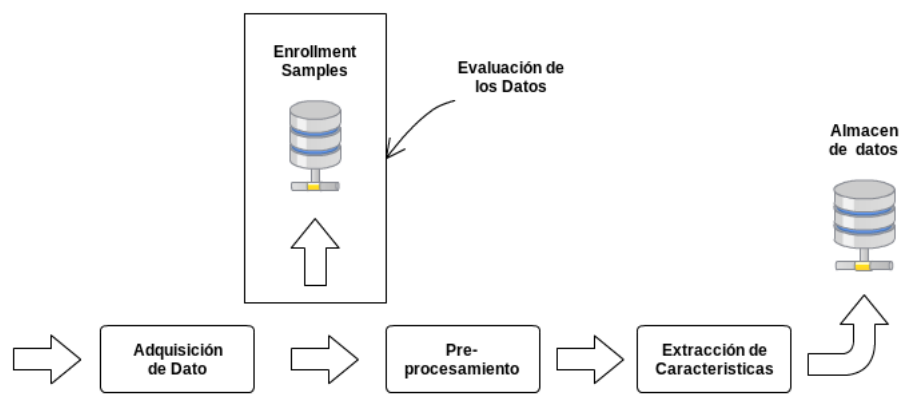 Enrollment
Samples
Evaluación de
los Datos
Almacen
de datos
Adquisición
de Dato
Pre-
procesamiento
Extracción de
Caracteristicas